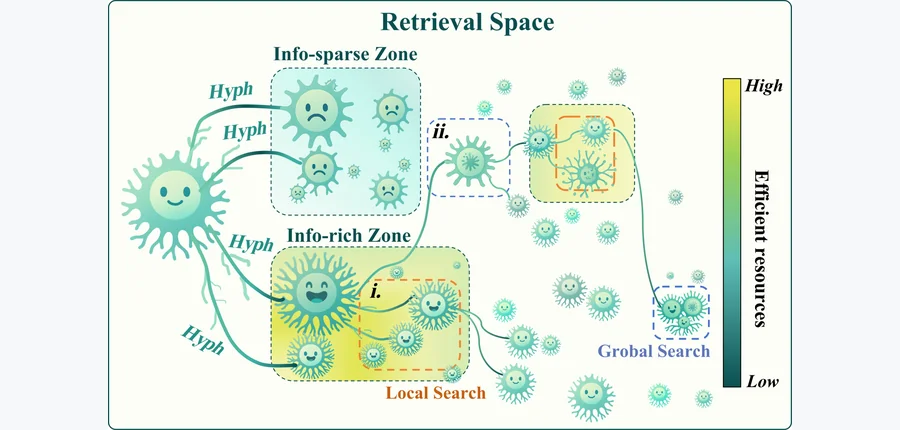 Retrieval Space
Info-sparse Zone
Hyph
Hyph
ii.
Info-rich Zone
Hyph
i.
Hyph
Local Search
Grobal Search
High
Efficient resources
Low